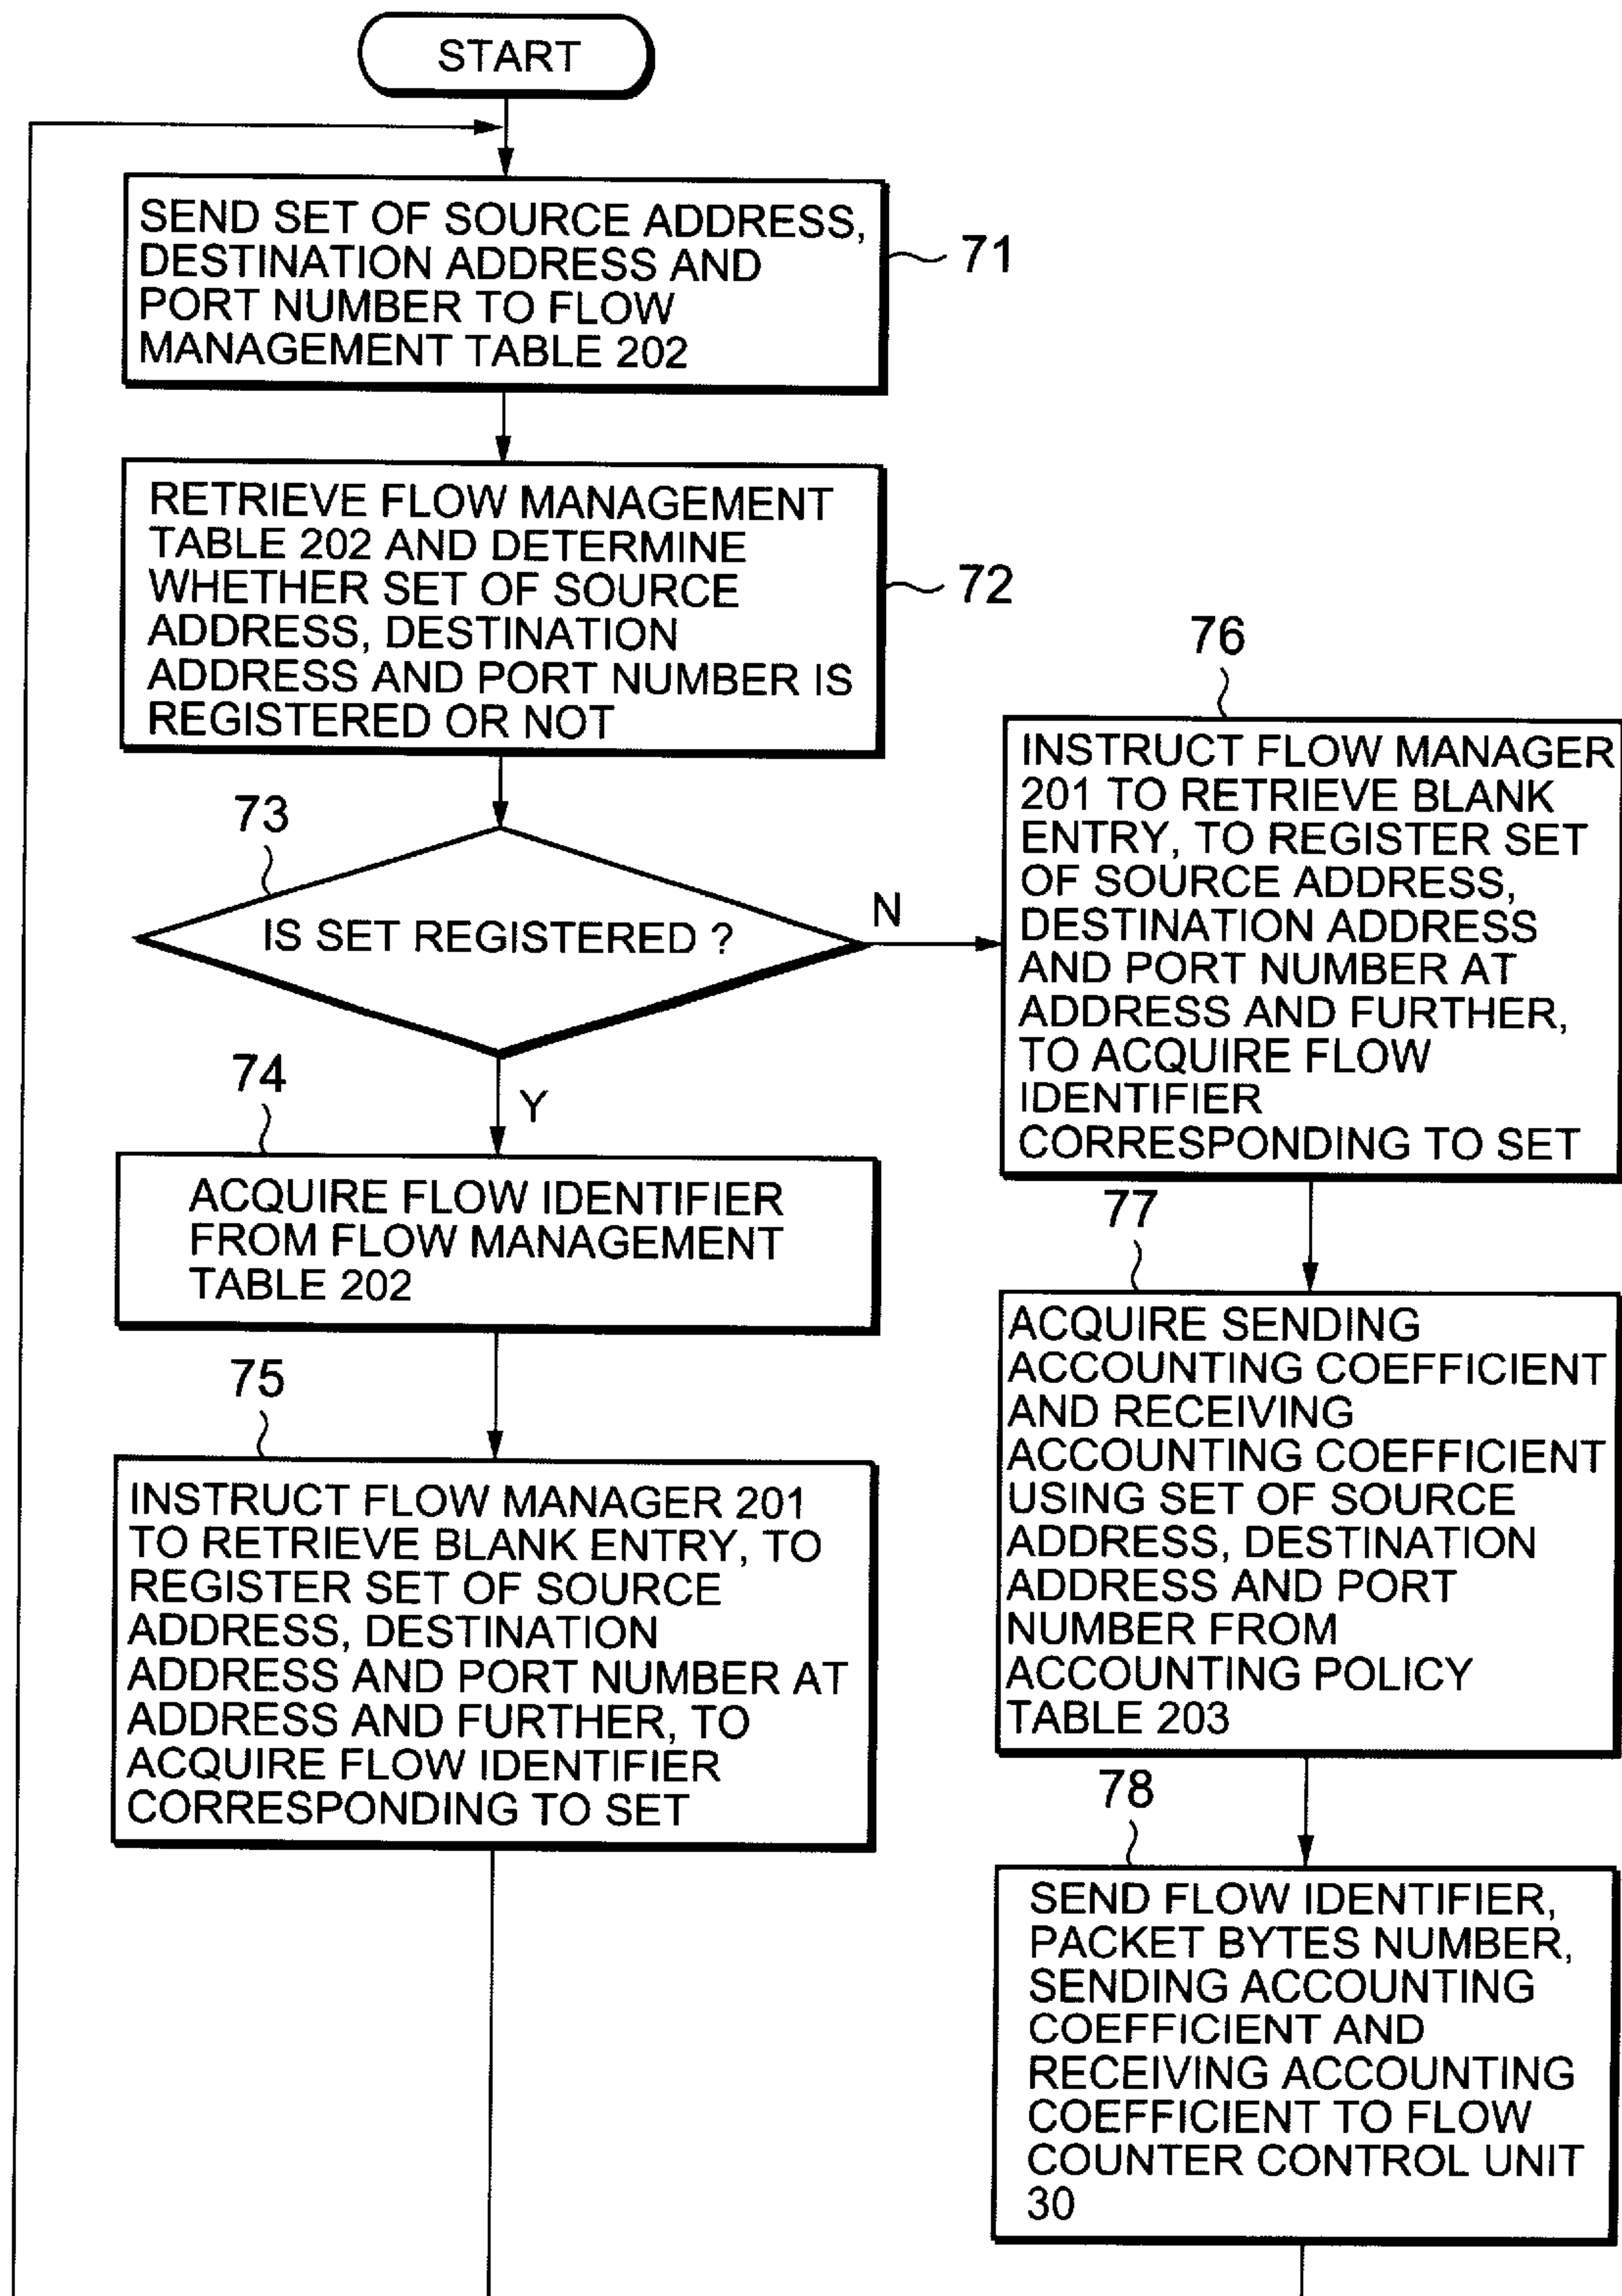 START
SEND SET OF SOURCE ADDRESS,
DESTINATION ADDRESS AND
PORT NUMBER TO FLOW
MANAGEMENT TABLE 202
71
RETRIEVE FLOW MANAGEMENT
TABLE 202 AND DETERMINE
WHETHER SET OF SOURCE
ADDRESS, DESTINATION
ADDRESS AND PORT NUMBER IS
REGISTERED OR NOT
72
73
IS SET REGISTERED ?
N
Y
74
ACQUIRE FLOW IDENTIFIER
FROM FLOW MANAGEMENT
TABLE 202
75
INSTRUCT FLOW MANAGER 201
TO RETRIEVE BLANK ENTRY, TO
REGISTER SET OF SOURCE
ADDRESS, DESTINATION
ADDRESS AND PORT NUMBER AT
ADDRESS AND FURTHER, TO
ACQUIRE FLOW IDENTIFIER
CORRESPONDING TO SET
76
INSTRUCT FLOW MANAGER
201 TO RETRIEVE BLANK
ENTRY, TO REGISTER SET
OF SOURCE ADDRESS,
DESTINATION ADDRESS
AND PORT NUMBER AT
ADDRESS AND FURTHER,
TO ACQUIRE FLOW
IDENTIFIER
CORRESPONDING TO SET
77
ACQUIRE SENDING
ACCOUNTING COEFFICIENT
AND RECEIVING
ACCOUNTING COEFFICIENT
USING SET OF SOURCE
ADDRESS, DESTINATION
ADDRESS AND PORT
NUMBER FROM
ACCOUNTING POLICY
TABLE 203
78
SEND FLOW IDENTIFIER,
PACKET BYTES NUMBER,
SENDING ACCOUNTING
COEFFICIENT AND
RECEIVING ACCOUNTING
COEFFICIENT TO FLOW
COUNTER CONTROL UNIT
30